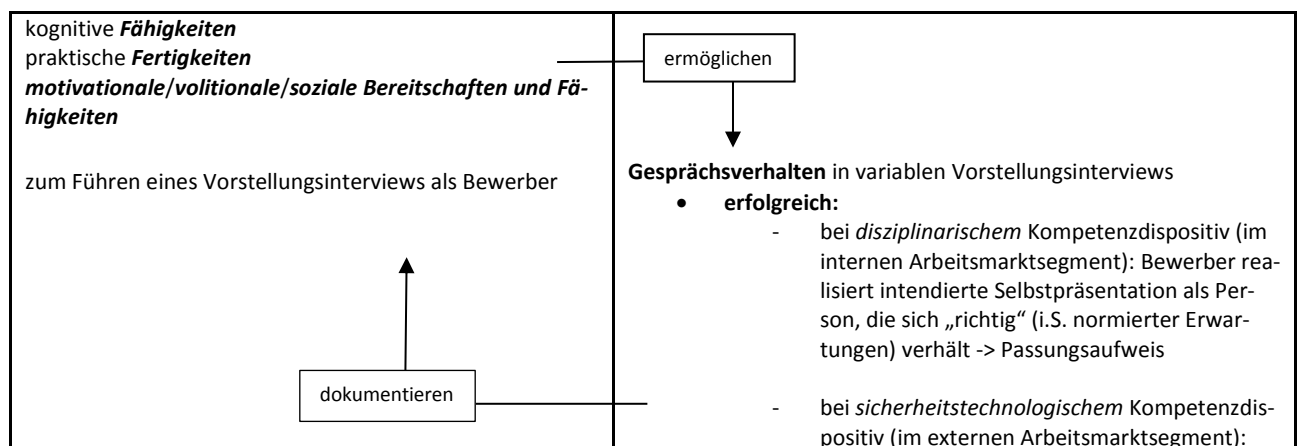 kognitive Fähigkeiten
praktische Fertigkeiten
motivationale/volitionale/soziale Bereitschaften und Fä-
higkeiten
zum Führen eines Vorstellungsinterviews als Bewerber
dokumentieren
ermöglichen
Gesprächsverhalten in variablen Vorstellungsinterviews
• erfolgreich:
- bei disziplinarischem Kompetenzdispositiv (im
internen Arbeitsmarktsegment): Bewerber rea-
lisiert intendierte Selbstpräsentation als Per-
son, die sich „richtig“ (i.S. normierter Erwar-
tungen) verhält -> Passungsaufweis
- bei sicherheitstechnologischem Kompetenzdis-
positiv (im externen Arbeitsmarktsegment):